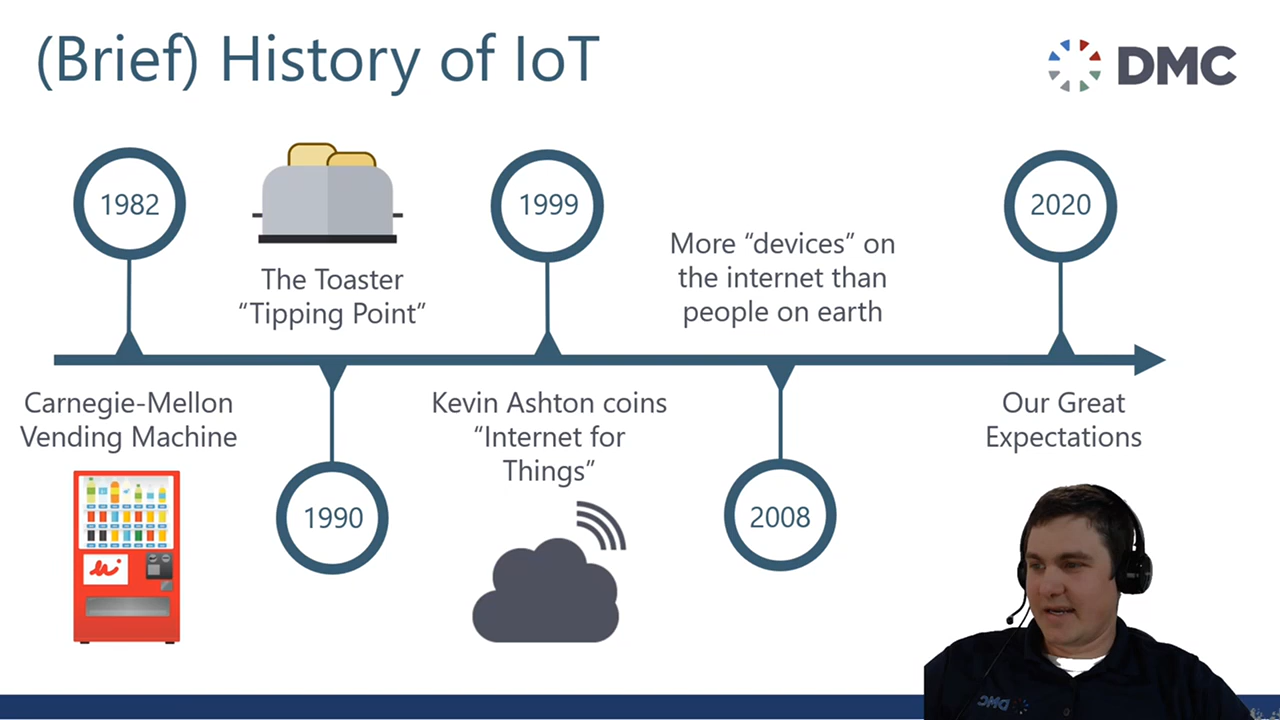 (Brief) History of IoT
DMC
1982
The Toaster
“Tipping Point”
1999
More “devices” on
the internet than
people on earth
2020
Carnegie-Mellon
Vending Machine
1990
Kevin Ashton coins
“Internet for
Things”
2008
Our Great
Expectations
DMC